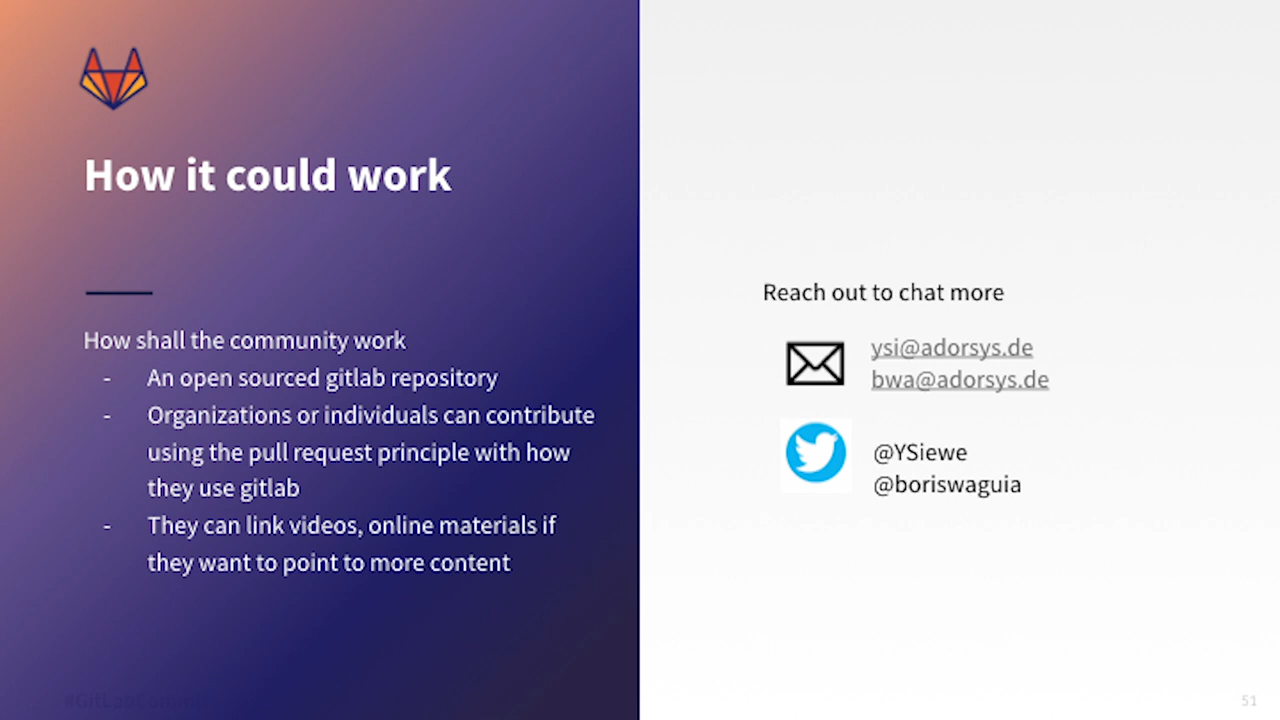 How it could work
How shall the community work
- An open sourced gitlab repository
- Organizations or individuals can contribute
using the pull request principle with how
they use gitlab
- They can link videos, online materials if
they want to point to more content
Reach out to chat more
ysi@adorsys.de
bwa@adorsys.de
@YSiewe
@boriswaguia
51